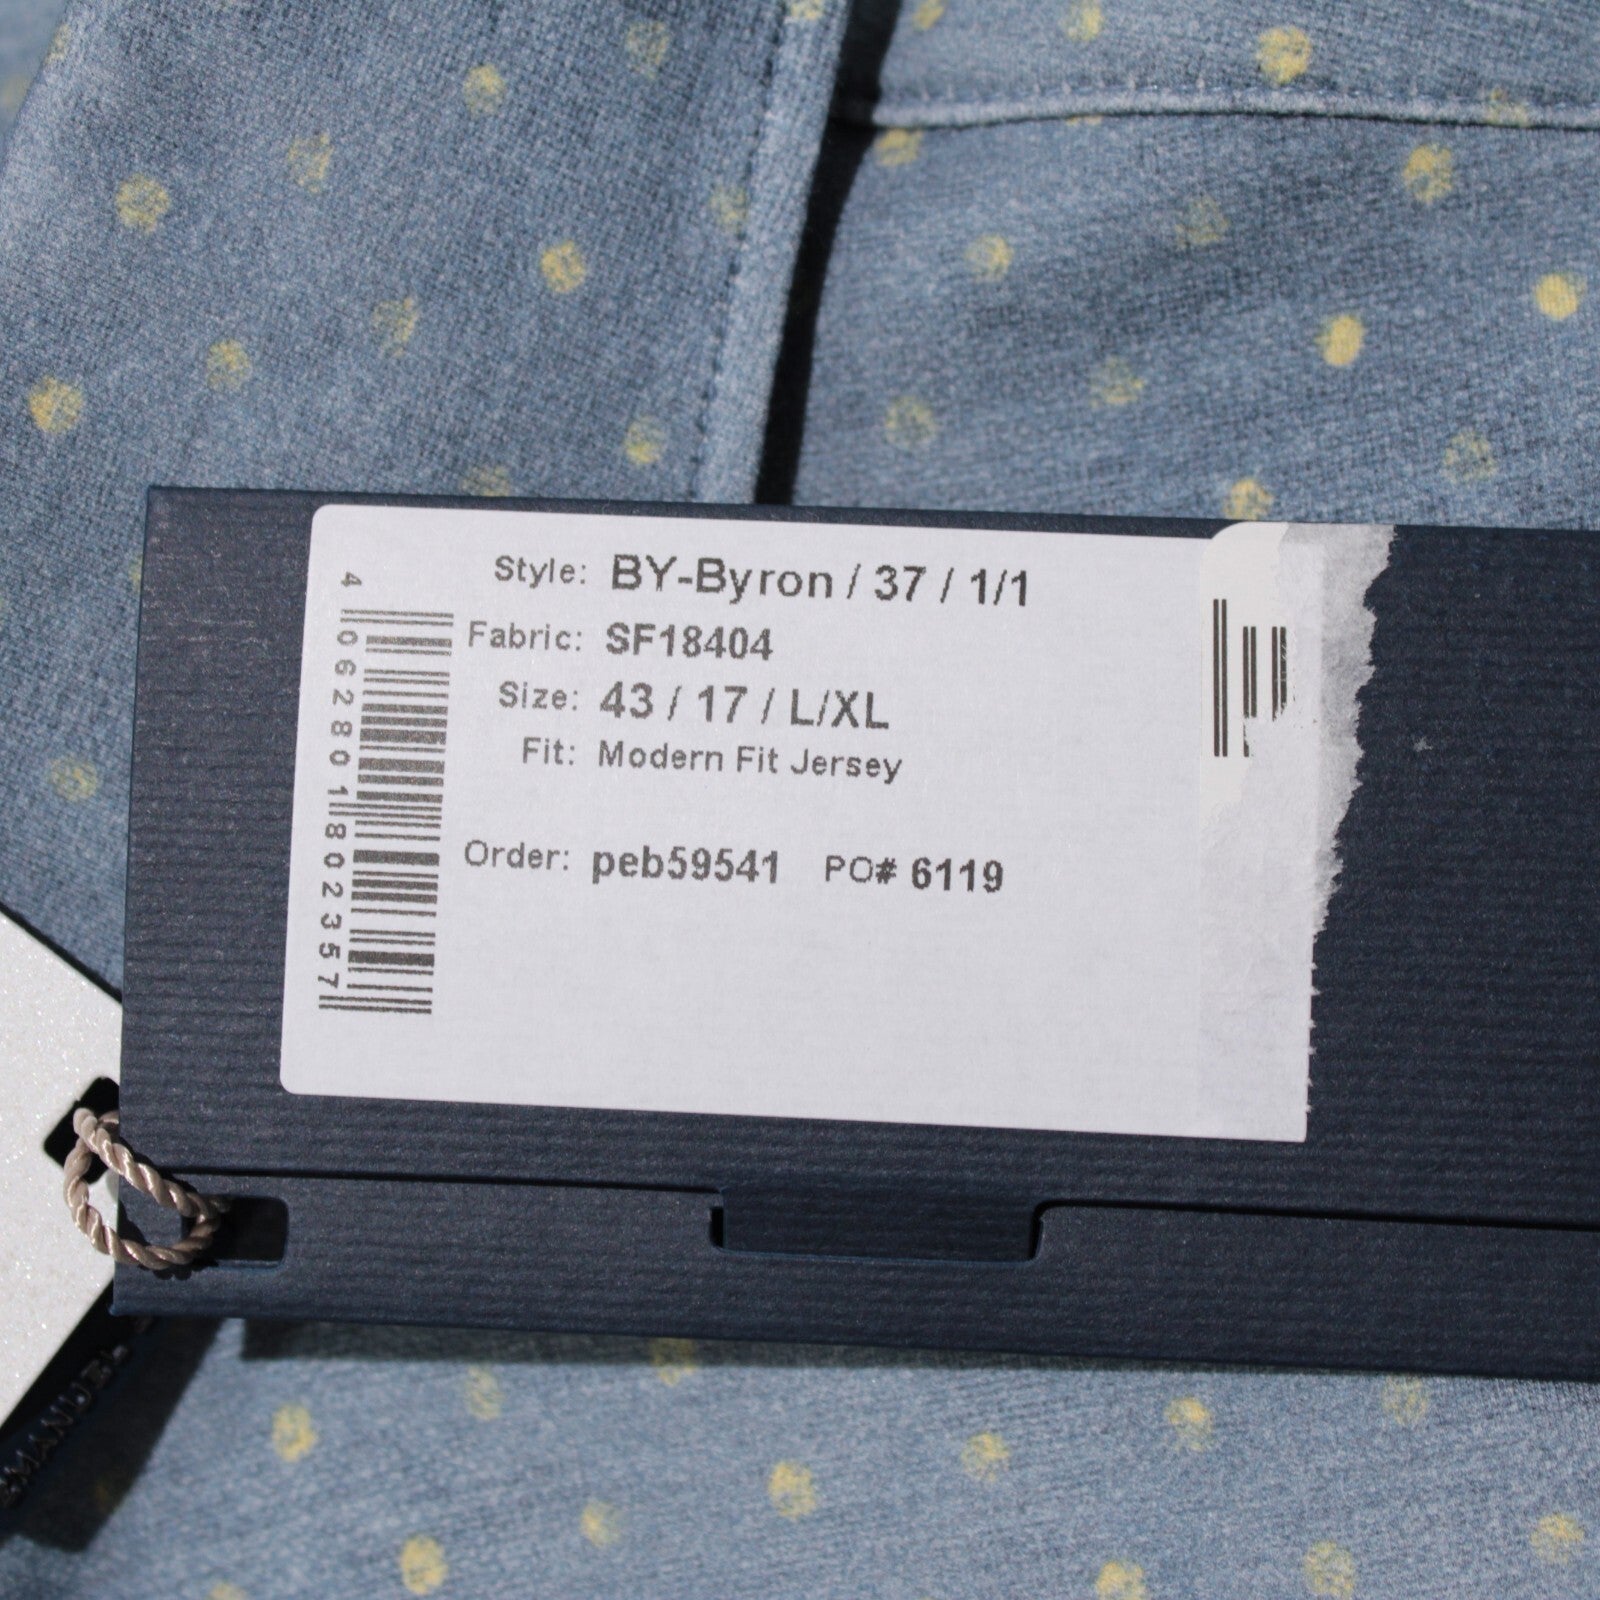 Style: BY-Byron / 37 / 1/1
Fabric: SF18404
Size: 43 / 17 / L/XL
Fit: Modern Fit Jersey
Order: peb59541 PO# 6119
4 062801 802357